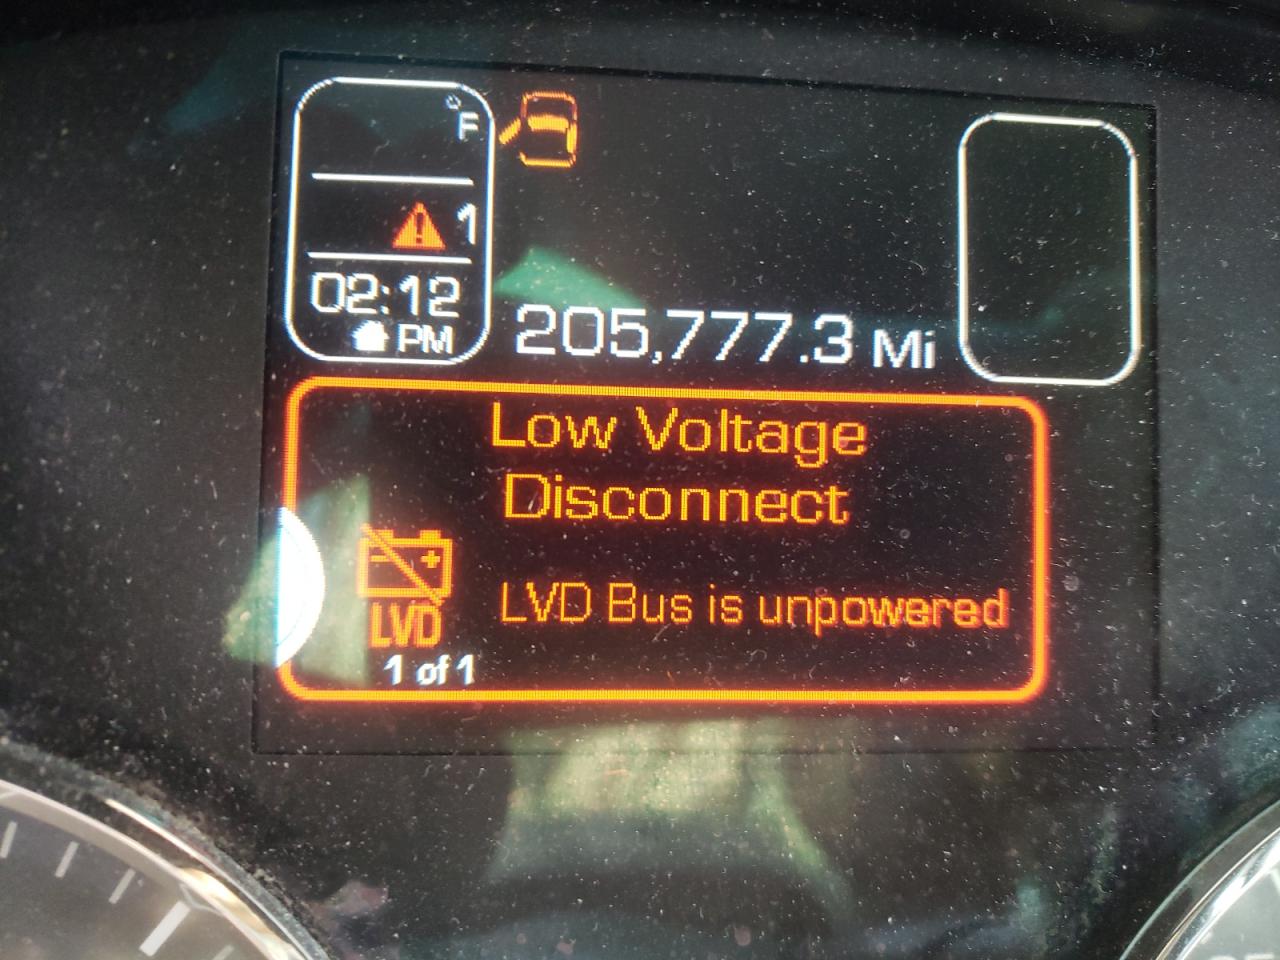 °F
1
02:12
PM
205,777.3 Mi
Low Voltage
Disconnect
- +
LVD
LVD Bus is unpowered
1 of 1